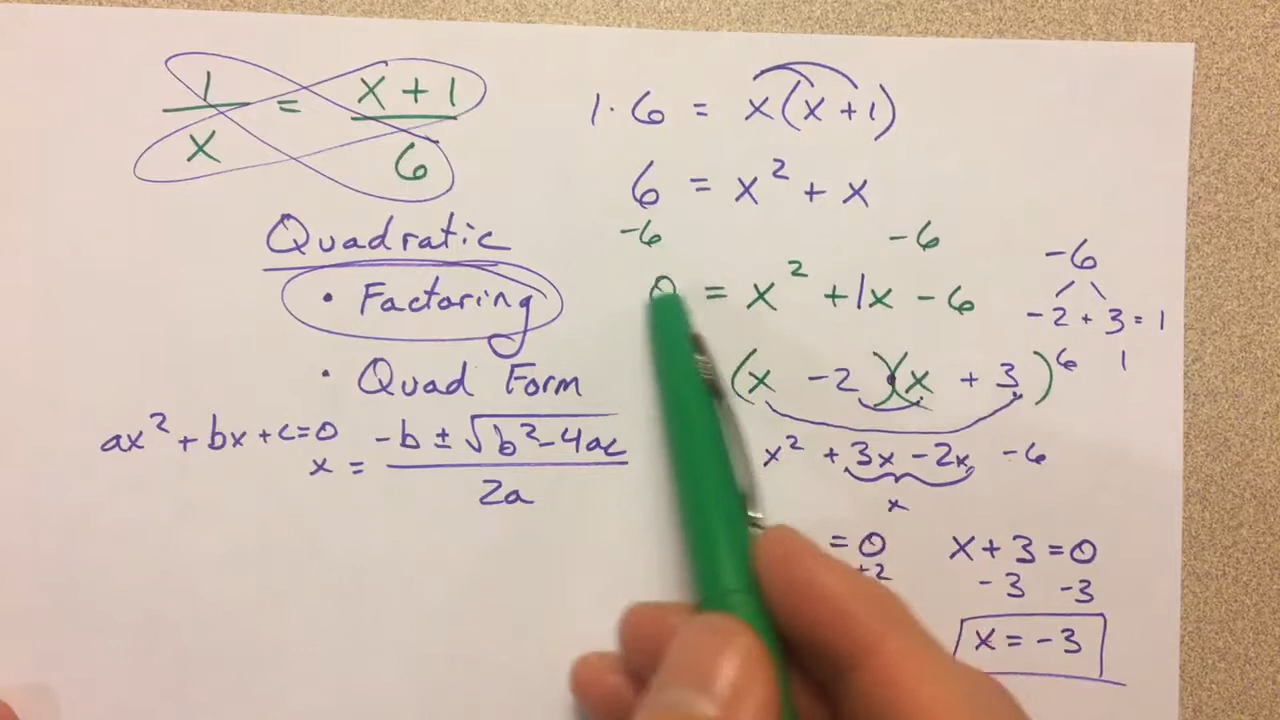 1/x = x + 1/6
Quadratic
• Factoring
• Quad Form
ax² + bx + c = 0
x = -b ± √b² - 4ac / 2a
1 · 6 = x(x + 1)
6 = x² + x
-6 -6
0 = x² + 1x - 6
(x - 2)(x + 3)
x² + 3x - 2x - 6
x
= 0
+2
x + 3 = 0
- 3 - 3
x = -3
-6
-2 + 3 = 1
6 1